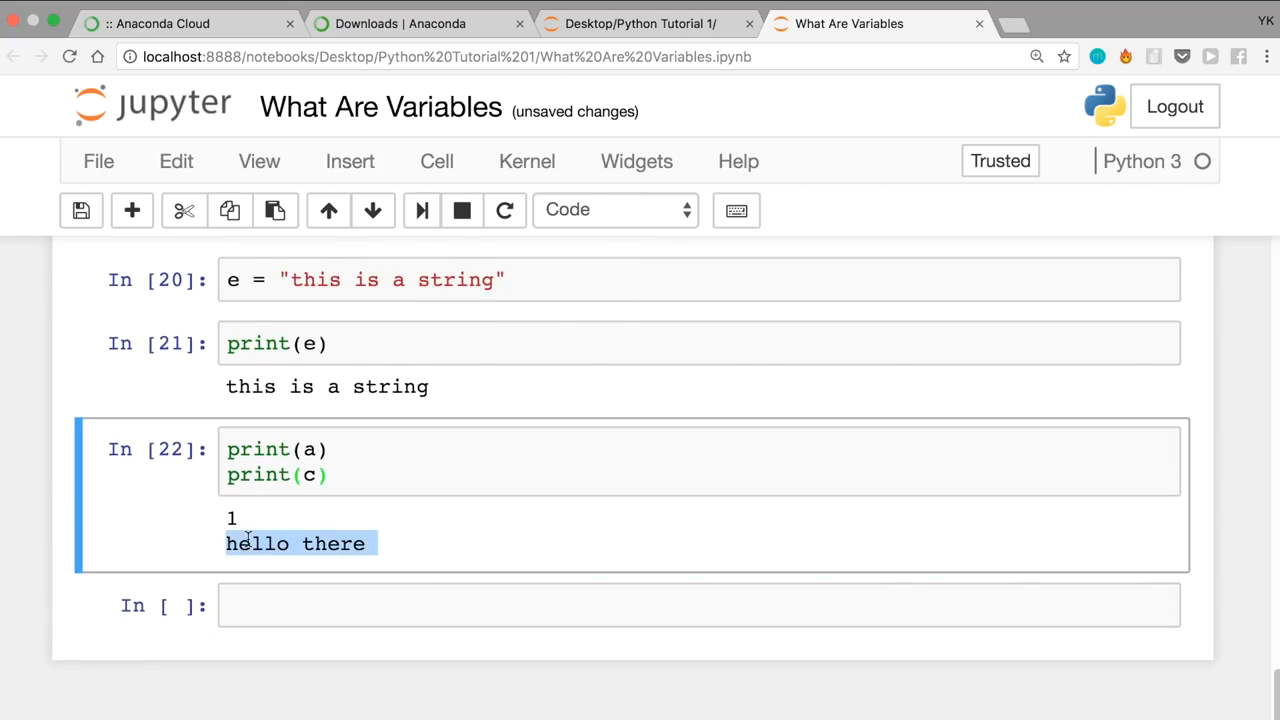 :: Anaconda Cloud
Downloads | Anaconda
Desktop/Python Tutorial 1/
What Are Variables
YK
localhost:8888/notebooks/Desktop/Python%20Tutorial%201/What%20Are%20Variables.ipynb
jupyter What Are Variables (unsaved changes)
Logout
File Edit View Insert Cell Kernel Widgets Help
Trusted
Python 3
Code
In [20]: e = "this is a string"
In [21]: print(e)
this is a string
In [22]: print(a)
print(c)
1
hello there
In [ ]: